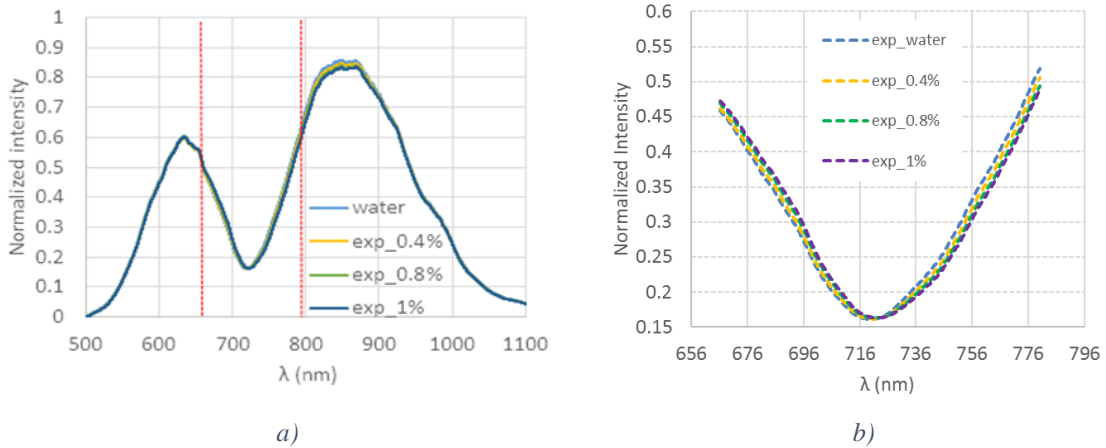 1
0.9
0.8
0.7
0.6
0.5
0.4
0.3
0.2
0.1
0
Normalized intensity
500 600 700 800 900 1000 1100
λ (nm)
water
exp_0.4%
exp_0.8%
exp_1%
a)
0.6
0.55
0.5
0.45
0.4
0.35
0.3
0.25
0.2
0.15
Normalized Intensity
656 676 696 716 736 756 776 796
λ (nm)
exp_water
exp_0.4%
exp_0.8%
exp_1%
b)